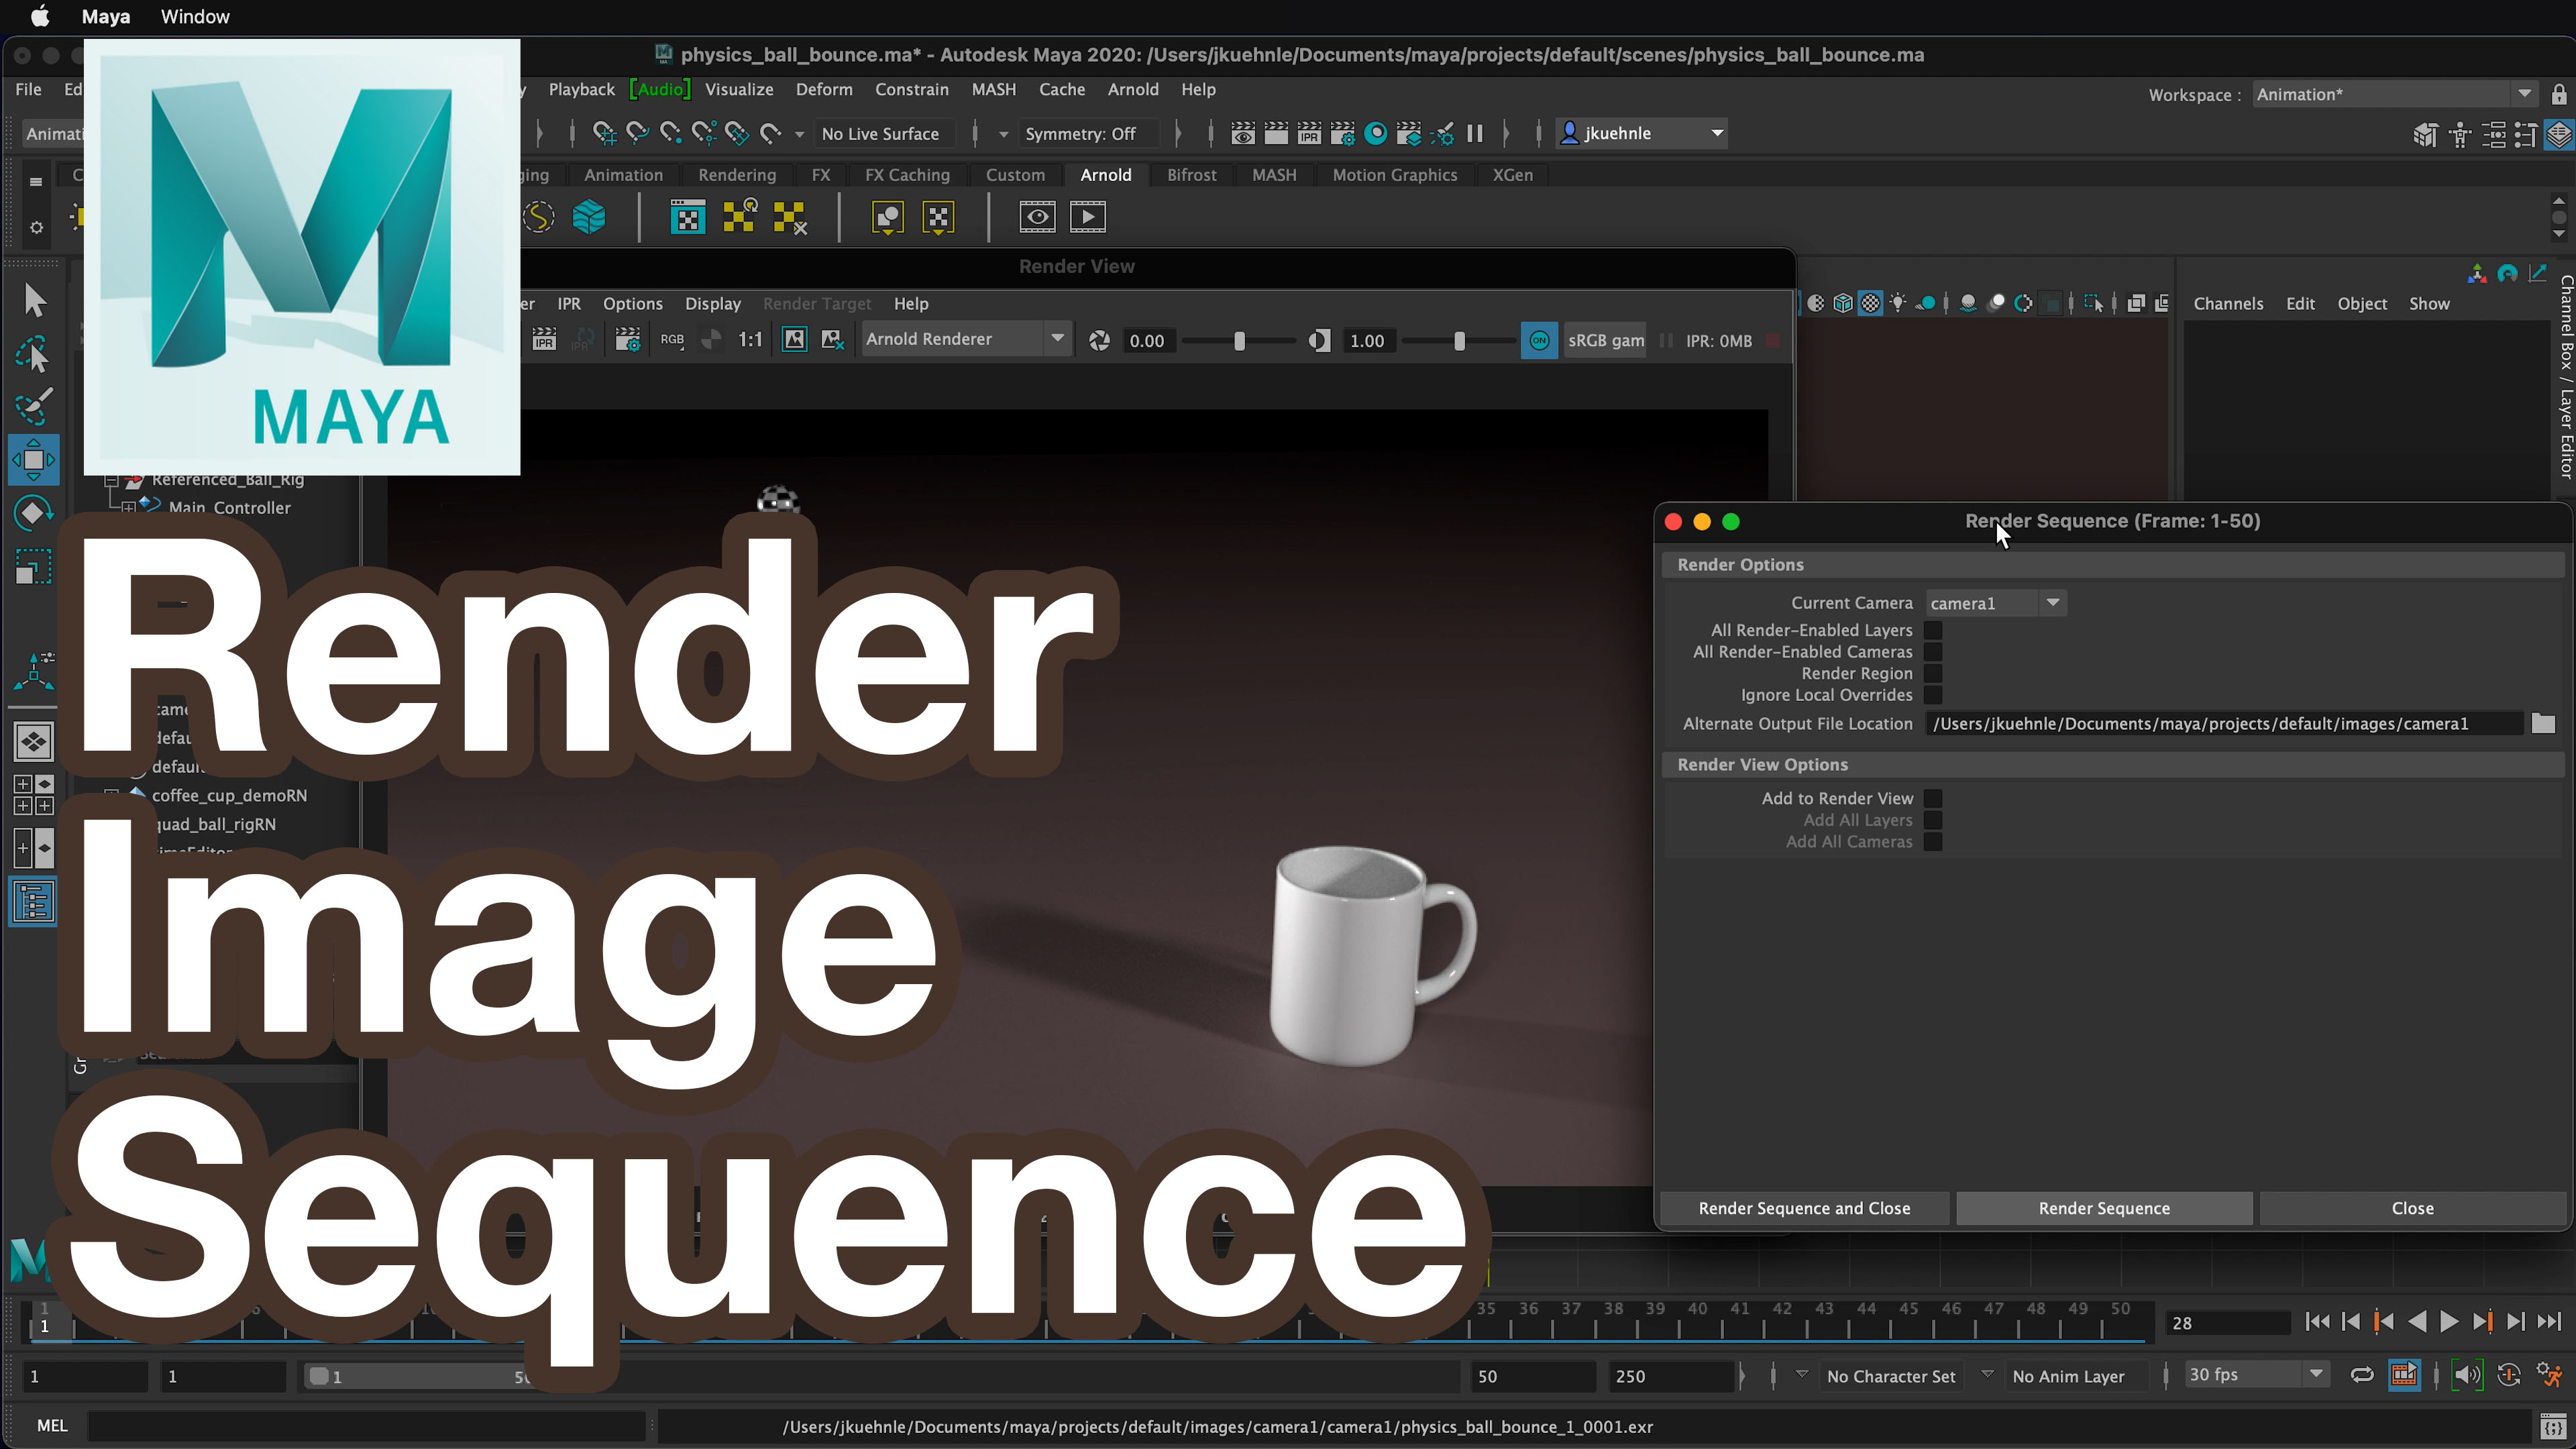 Maya Window
physics_ball_bounce.ma* - Autodesk Maya 2020: /Users/jkuehnle/Documents/maya/projects/default/scenes/physics_ball_bounce.ma
File Ed
Playback [Audio] Visualize Deform Constrain MASH Cache Arnold Help
Workspace : Animation*
No Live Surface Symmetry: Off IPR jkuehnle
Animation Rendering FX FX Caching Custom Arnold Bifrost MASH Motion Graphics XGen
MAYA
Render View
IPR Options Display Render Target Help
IPR IPR RGB 1:1 Arnold Renderer 0.00 1.00 ON sRGB gam IPR: 0MB
Channels Edit Object Show
Channel Box / Layer Editor
Referenced_Ball_Rig
Main_Controller
coffee_cup_demoRN
quad_ball_rigRN
Render
Image
Sequence
Render Sequence (Frame: 1-50)
Render Options
Current Camera camera1
All Render-Enabled Layers
All Render-Enabled Cameras
Render Region
Ignore Local Overrides
Alternate Output File Location /Users/jkuehnle/Documents/maya/projects/default/images/camera1
Render View Options
Add to Render View
Add All Layers
Add All Cameras
Render Sequence and Close Render Sequence Close
1 35 36 37 38 39 40 41 42 43 44 45 46 47 48 49 50
1 28
1 1 1 50 250 No Character Set No Anim Layer 30 fps
MEL /Users/jkuehnle/Documents/maya/projects/default/images/camera1/camera1/physics_ball_bounce_1_0001.exr